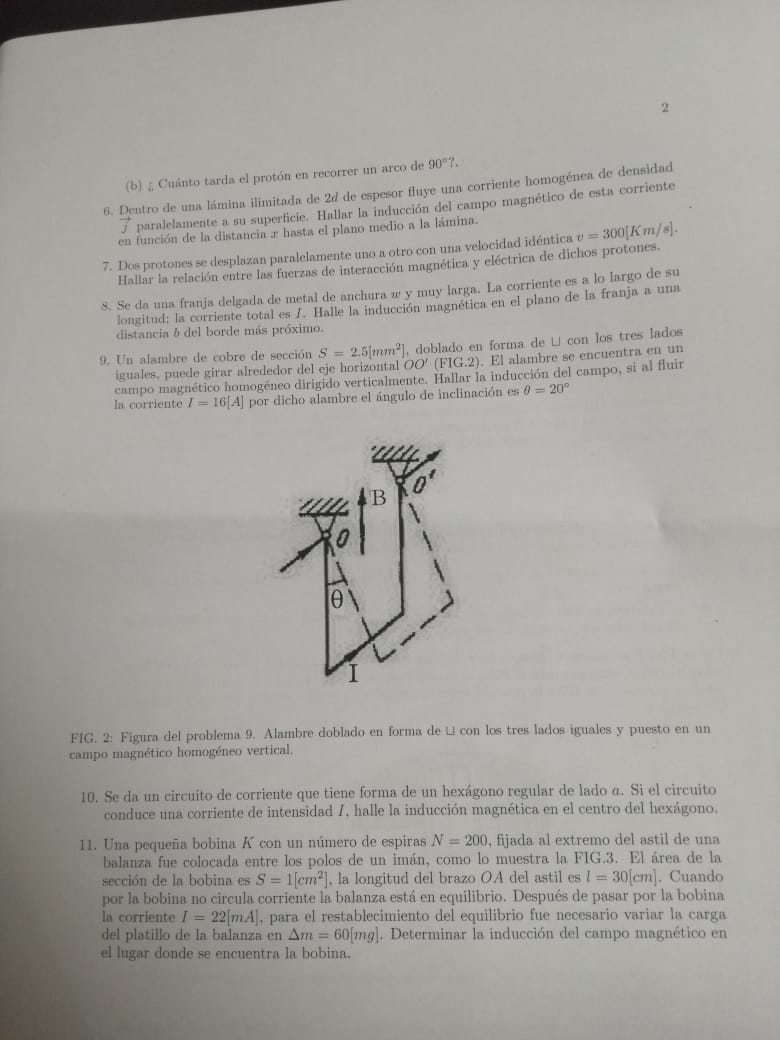 2
(b) ¿ Cuánto tarda el protón en recorrer un arco de 90°?.
6. Dentro de una lámina ilimitada de 2d de espesor fluye una corriente homogénea de densidad
j⃗ paralelamente a su superficie. Hallar la inducción del campo magnético de esta corriente
en función de la distancia x hasta el plano medio a la lámina.
7. Dos protones se desplazan paralelamente uno a otro con una velocidad idéntica v = 300[Km/s].
Hallar la relación entre las fuerzas de interacción magnética y eléctrica de dichos protones.
8. Se da una franja delgada de metal de anchura w y muy larga. La corriente es a lo largo de su
longitud; la corriente total es I. Halle la inducción magnética en el plano de la franja a una
distancia b del borde más próximo.
9. Un alambre de cobre de sección S = 2.5[mm²], doblado en forma de ⊔ con los tres lados
iguales, puede girar alrededor del eje horizontal OO′ (FIG.2). El alambre se encuentra en un
campo magnético homogéneo dirigido verticalmente. Hallar la inducción del campo, si al fluir
la corriente I = 16[A] por dicho alambre el ángulo de inclinación es θ = 20°
O'
B
O
θ
I
FIG. 2: Figura del problema 9. Alambre doblado en forma de ⊔ con los tres lados iguales y puesto en un
campo magnético homogéneo vertical.
10. Se da un circuito de corriente que tiene forma de un hexágono regular de lado a. Si el circuito
conduce una corriente de intensidad I, halle la inducción magnética en el centro del hexágono.
11. Una pequeña bobina K con un número de espiras N = 200, fijada al extremo del astil de una
balanza fue colocada entre los polos de un imán, como lo muestra la FIG.3. El área de la
sección de la bobina es S = 1[cm²], la longitud del brazo OA del astil es l = 30[cm]. Cuando
por la bobina no circula corriente la balanza está en equilibrio. Después de pasar por la bobina
la corriente I = 22[mA], para el restablecimiento del equilibrio fue necesario variar la carga
del platillo de la balanza en Δm = 60[mg]. Determinar la inducción del campo magnético en
el lugar donde se encuentra la bobina.